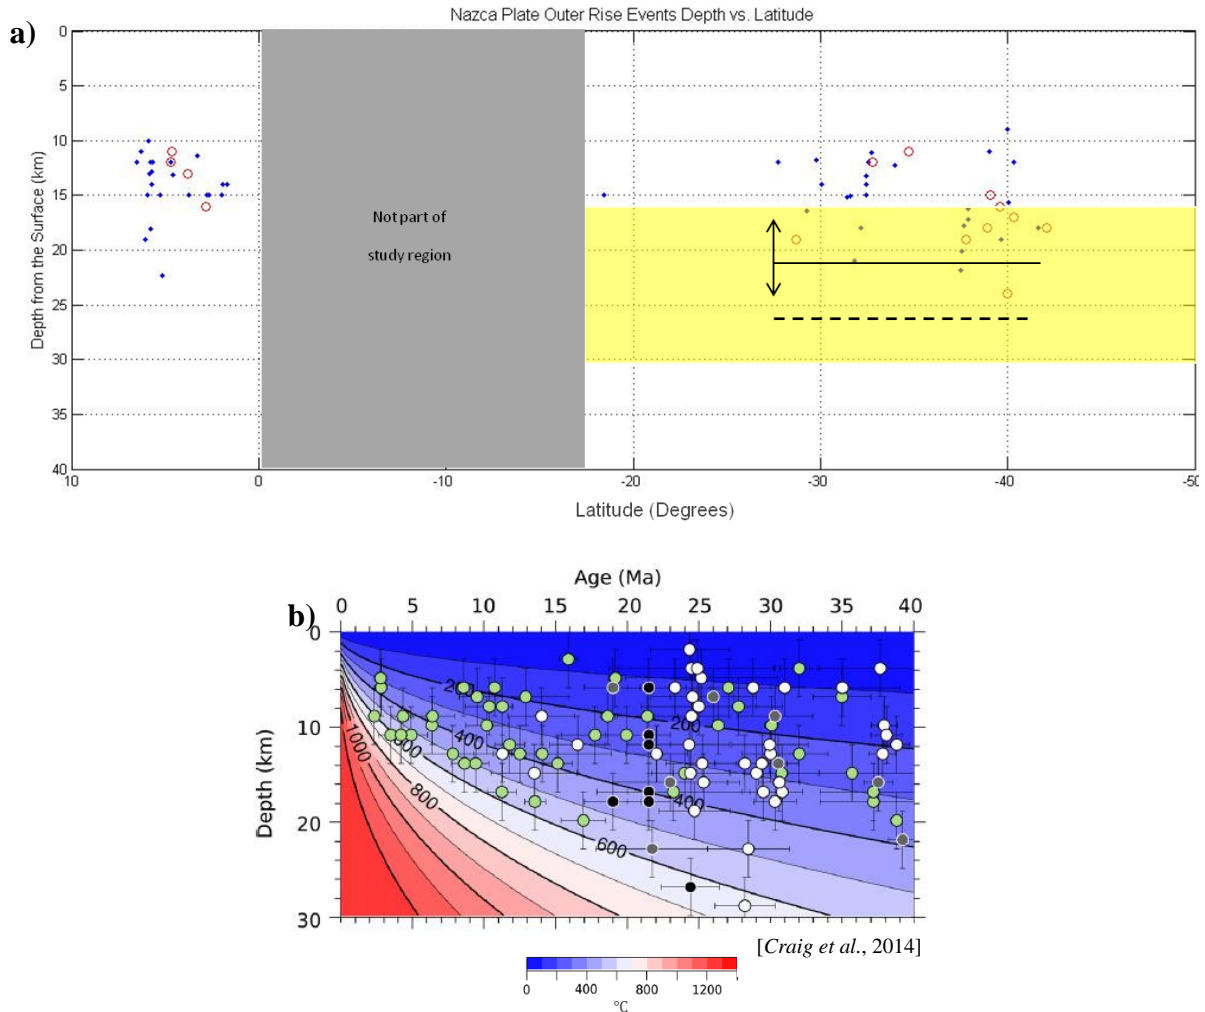 Nazca Plate Outer Rise Events Depth vs. Latitude
a)
0
5
10
15
20
25
30
35
40
Depth from the Surface (km)
Not part of
study region
10
0
-10
-20
-30
-40
-50
Latitude (Degrees)
Age (Ma)
b)
0 5 10 15 20 25 30 35 40
0
10
20
30
Depth (km)
200
200
400
400
600
600
800
1000
[Craig et al., 2014]
0 400 800 1200
°C